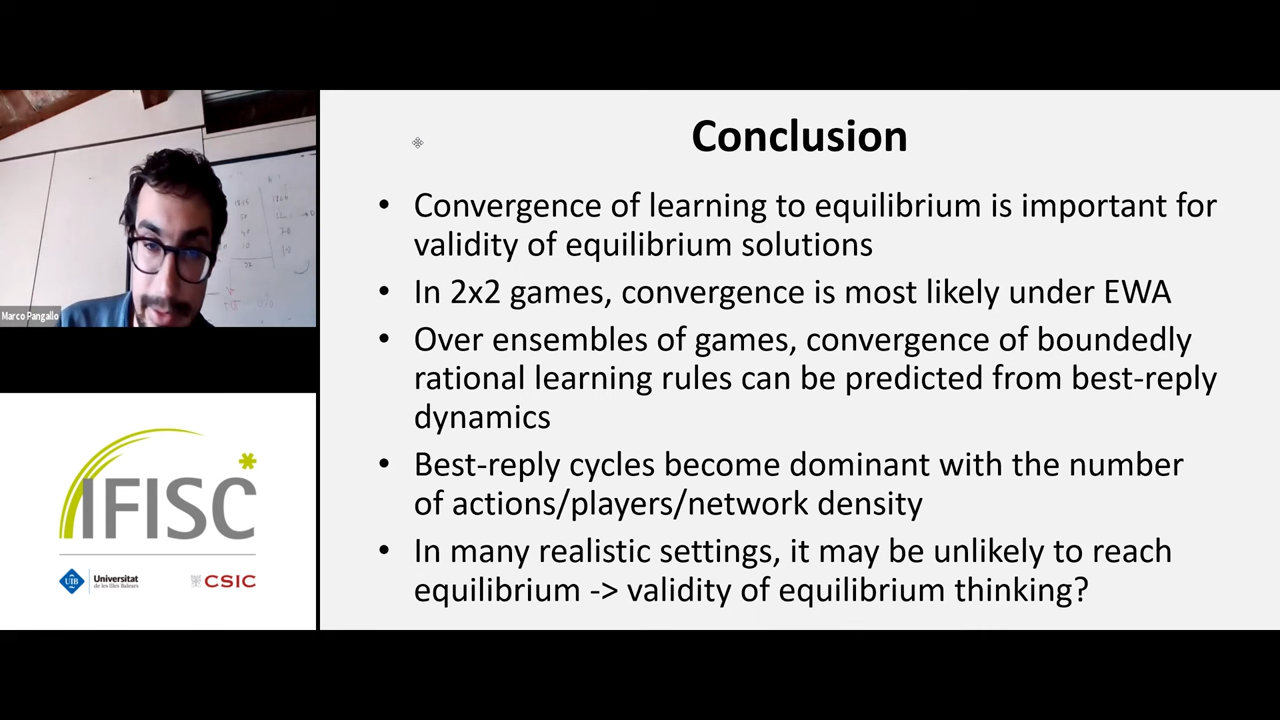 Conclusion
• Convergence of learning to equilibrium is important for
validity of equilibrium solutions
• In 2x2 games, convergence is most likely under EWA
• Over ensembles of games, convergence of boundedly
rational learning rules can be predicted from best-reply
dynamics
• Best-reply cycles become dominant with the number
of actions/players/network density
• In many realistic settings, it may be unlikely to reach
equilibrium -> validity of equilibrium thinking?
Marco Pangallo
IFISC
UIB
Universitat
de les Illes Balears
CSIC